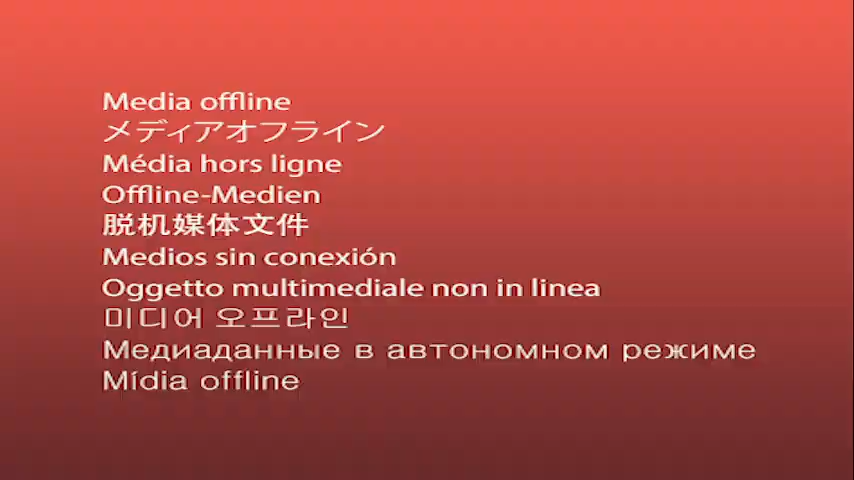 Media offline
メディアオフライン
Média hors ligne
Offline-Medien
脱机媒体文件
Medios sin conexión
Oggetto multimediale non in linea
미디어 오프라인
Медиаданные в автономном режиме
Mídia offline